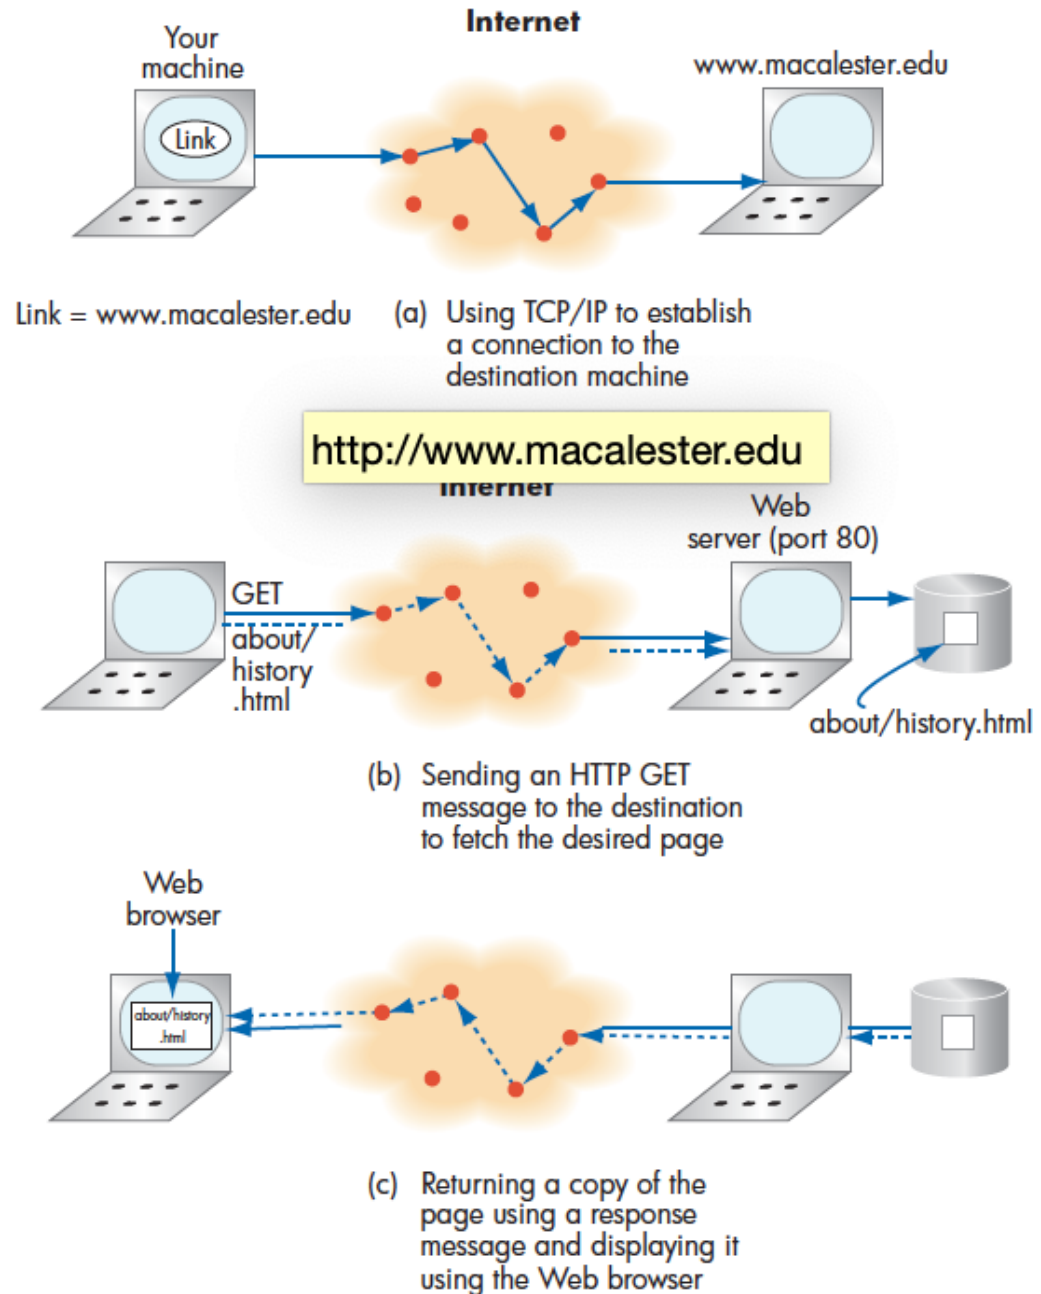 Internet
Your
machine
www.macalester.edu
Link
Link = www.macalester.edu
(a) Using TCP/IP to establish
a connection to the
destination machine
http://www.macalester.edu
Internet
Web
server (port 80)
GET
about/
history
.html
about/history.html
(b) Sending an HTTP GET
message to the destination
to fetch the desired page
Web
browser
about/history
.html
(c) Returning a copy of the
page using a response
message and displaying it
using the Web browser